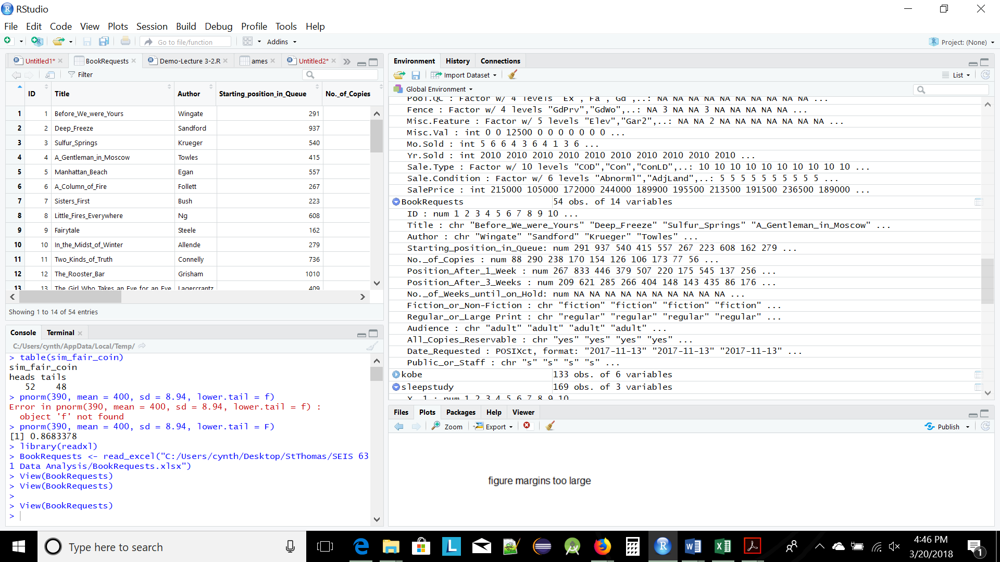 RStudio
File Edit Code View Plots Session Build Debug Profile Tools Help
Go to file/function Addins Project: (None)
Untitled1* BookRequests Demo-Lecture 3-2.R ames Untitled2*
Filter
ID Title Author Starting_position_in_Queue No._of_Copies
1 1 Before_We_were_Yours Wingate 291
2 2 Deep_Freeze Sandford 937
3 3 Sulfur_Springs Krueger 540
4 4 A_Gentleman_in_Moscow Towles 415
5 5 Manhattan_Beach Egan 557
6 6 A_Column_of_Fire Follett 267
7 7 Sisters_First Bush 223
8 8 Little_Fires_Everywhere Ng 608
9 9 Fairytale Steele 162
10 10 In_the_Midst_of_Winter Allende 279
11 11 Two_Kinds_of_Truth Connelly 736
12 12 The_Rooster_Bar Grisham 1010
13 13 The_Girl_Who_Takes_an_Eye_for_an_Eye Lagercrantz 409
Showing 1 to 14 of 54 entries
Console Terminal
C:/Users/cynth/AppData/Local/Temp/
> table(sim_fair_coin)
sim_fair_coin
heads tails
52 48
> pnorm(390, mean = 400, sd = 8.94, lower.tail = f)
Error in pnorm(390, mean = 400, sd = 8.94, lower.tail = f) :
object 'f' not found
> pnorm(390, mean = 400, sd = 8.94, lower.tail = F)
[1] 0.8683378
> library(readxl)
> BookRequests <- read_excel("C:/Users/cynth/Desktop/StThomas/SEIS 63
1 Data Analysis/BookRequests.xlsx")
> View(BookRequests)
> View(BookRequests)
>
> View(BookRequests)
>
Environment History Connections
Import Dataset List
Global Environment
Pool.QC : Factor w/ 4 levels "Ex","Fa","Gd",..: NA NA NA NA NA NA NA NA NA NA ...
Fence : Factor w/ 4 levels "GdPrv","GdWo",..: NA 3 NA NA 3 NA NA NA NA NA ...
Misc.Feature : Factor w/ 5 levels "Elev","Gar2",..: NA NA 2 NA NA NA NA NA NA NA ...
Misc.Val : int 0 0 12500 0 0 0 0 0 0 0 ...
Mo.Sold : int 5 6 6 4 3 6 4 1 3 6 ...
Yr.Sold : int 2010 2010 2010 2010 2010 2010 2010 2010 2010 2010 ...
Sale.Type : Factor w/ 10 levels "COD","Con","ConLD",..: 10 10 10 10 10 10 10 10 10 10 ...
Sale.Condition : Factor w/ 6 levels "Abnorml","AdjLand",..: 5 5 5 5 5 5 5 5 5 5 ...
SalePrice : int 215000 105000 172000 244000 189900 195500 213500 191500 236500 189000 ...
BookRequests 54 obs. of 14 variables
ID : num 1 2 3 4 5 6 7 8 9 10 ...
Title : chr "Before_We_were_Yours" "Deep_Freeze" "Sulfur_Springs" "A_Gentleman_in_Moscow" ...
Author : chr "Wingate" "Sandford" "Krueger" "Towles" ...
Starting_position_in_Queue: num 291 937 540 415 557 267 223 608 162 279 ...
No._of_Copies : num 88 290 238 170 154 126 106 173 77 56 ...
Position_After_1_Week : num 267 833 446 379 507 220 175 545 137 256 ...
Position_After_3_Weeks : num 209 621 285 266 404 148 143 435 86 176 ...
No._of_Weeks_until_on_Hold: num NA NA NA NA NA NA NA NA NA NA ...
Fiction_or_Non-Fiction : chr "fiction" "fiction" "fiction" "fiction" ...
Regular_or_Large Print : chr "regular" "regular" "regular" "regular" ...
Audience : chr "adult" "adult" "adult" "adult" ...
All_Copies_Reservable : chr "yes" "yes" "yes" "yes" ...
Date_Requested : POSIXct, format: "2017-11-13" "2017-11-13" "2017-11-13" ...
Public_or_Staff : chr "s" "s" "s" "s" ...
kobe 133 obs. of 6 variables
sleepstudy 169 obs. of 3 variables
X__1 : num 1 2 3 4 5 6 7 8 9 10
Files Plots Packages Help Viewer
Zoom Export Publish
figure margins too large
Type here to search
4:46 PM
3/20/2018
1